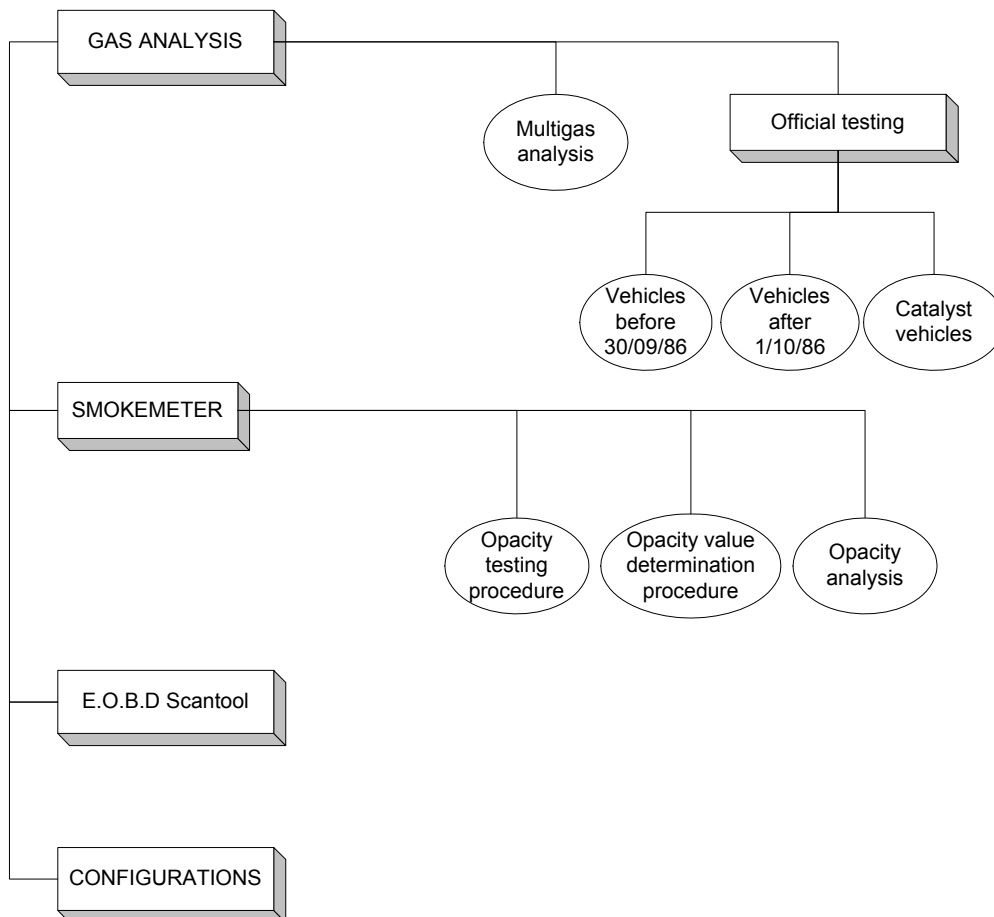 GAS ANALYSIS
Multigas
analysis
Official testing
Vehicles
before
30/09/86
Vehicles
after
1/10/86
Catalyst
vehicles
SMOKEMETER
Opacity
testing
procedure
Opacity value
determination
procedure
Opacity
analysis
E.O.B.D Scantool
CONFIGURATIONS